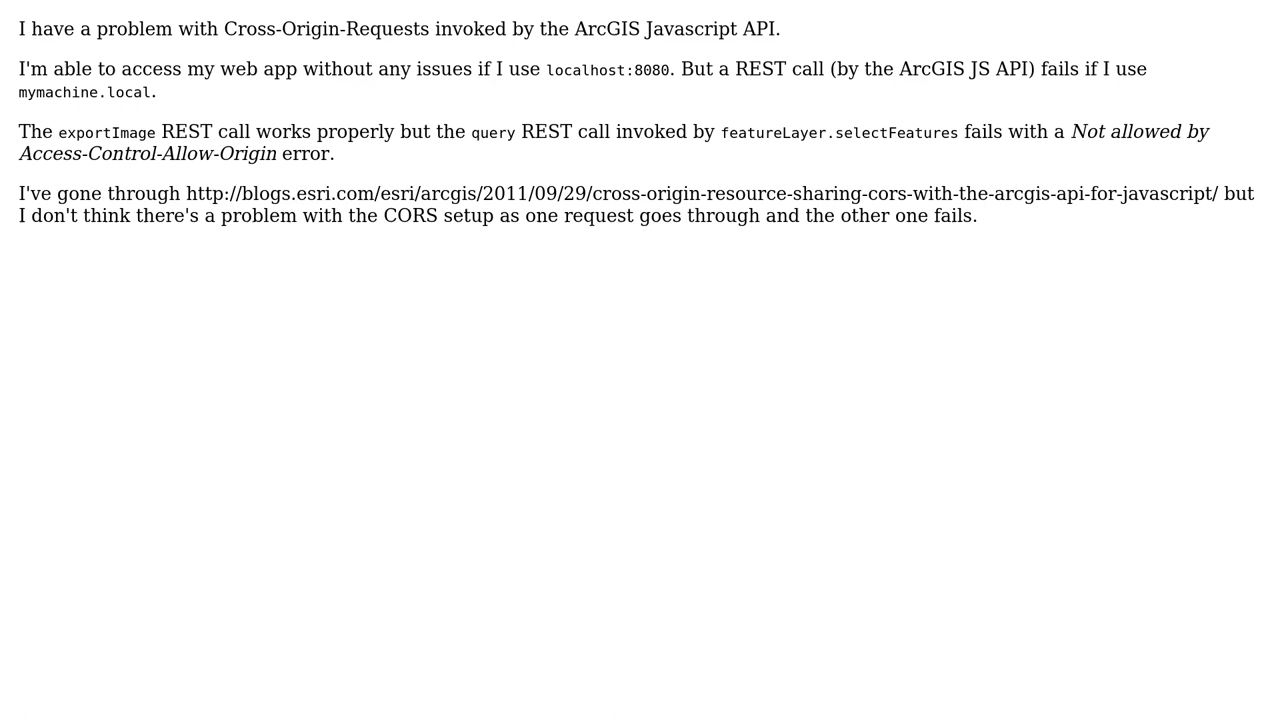 I have a problem with Cross-Origin-Requests invoked by the ArcGIS Javascript API.
I'm able to access my web app without any issues if I use localhost:8080. But a REST call (by the ArcGIS JS API) fails if I use
mymachine.local.
The exportImage REST call works properly but the query REST call invoked by featureLayer.selectFeatures fails with a Not allowed by
Access-Control-Allow-Origin error.
I've gone through http://blogs.esri.com/esri/arcgis/2011/09/29/cross-origin-resource-sharing-cors-with-the-arcgis-api-for-javascript/ but
I don't think there's a problem with the CORS setup as one request goes through and the other one fails.